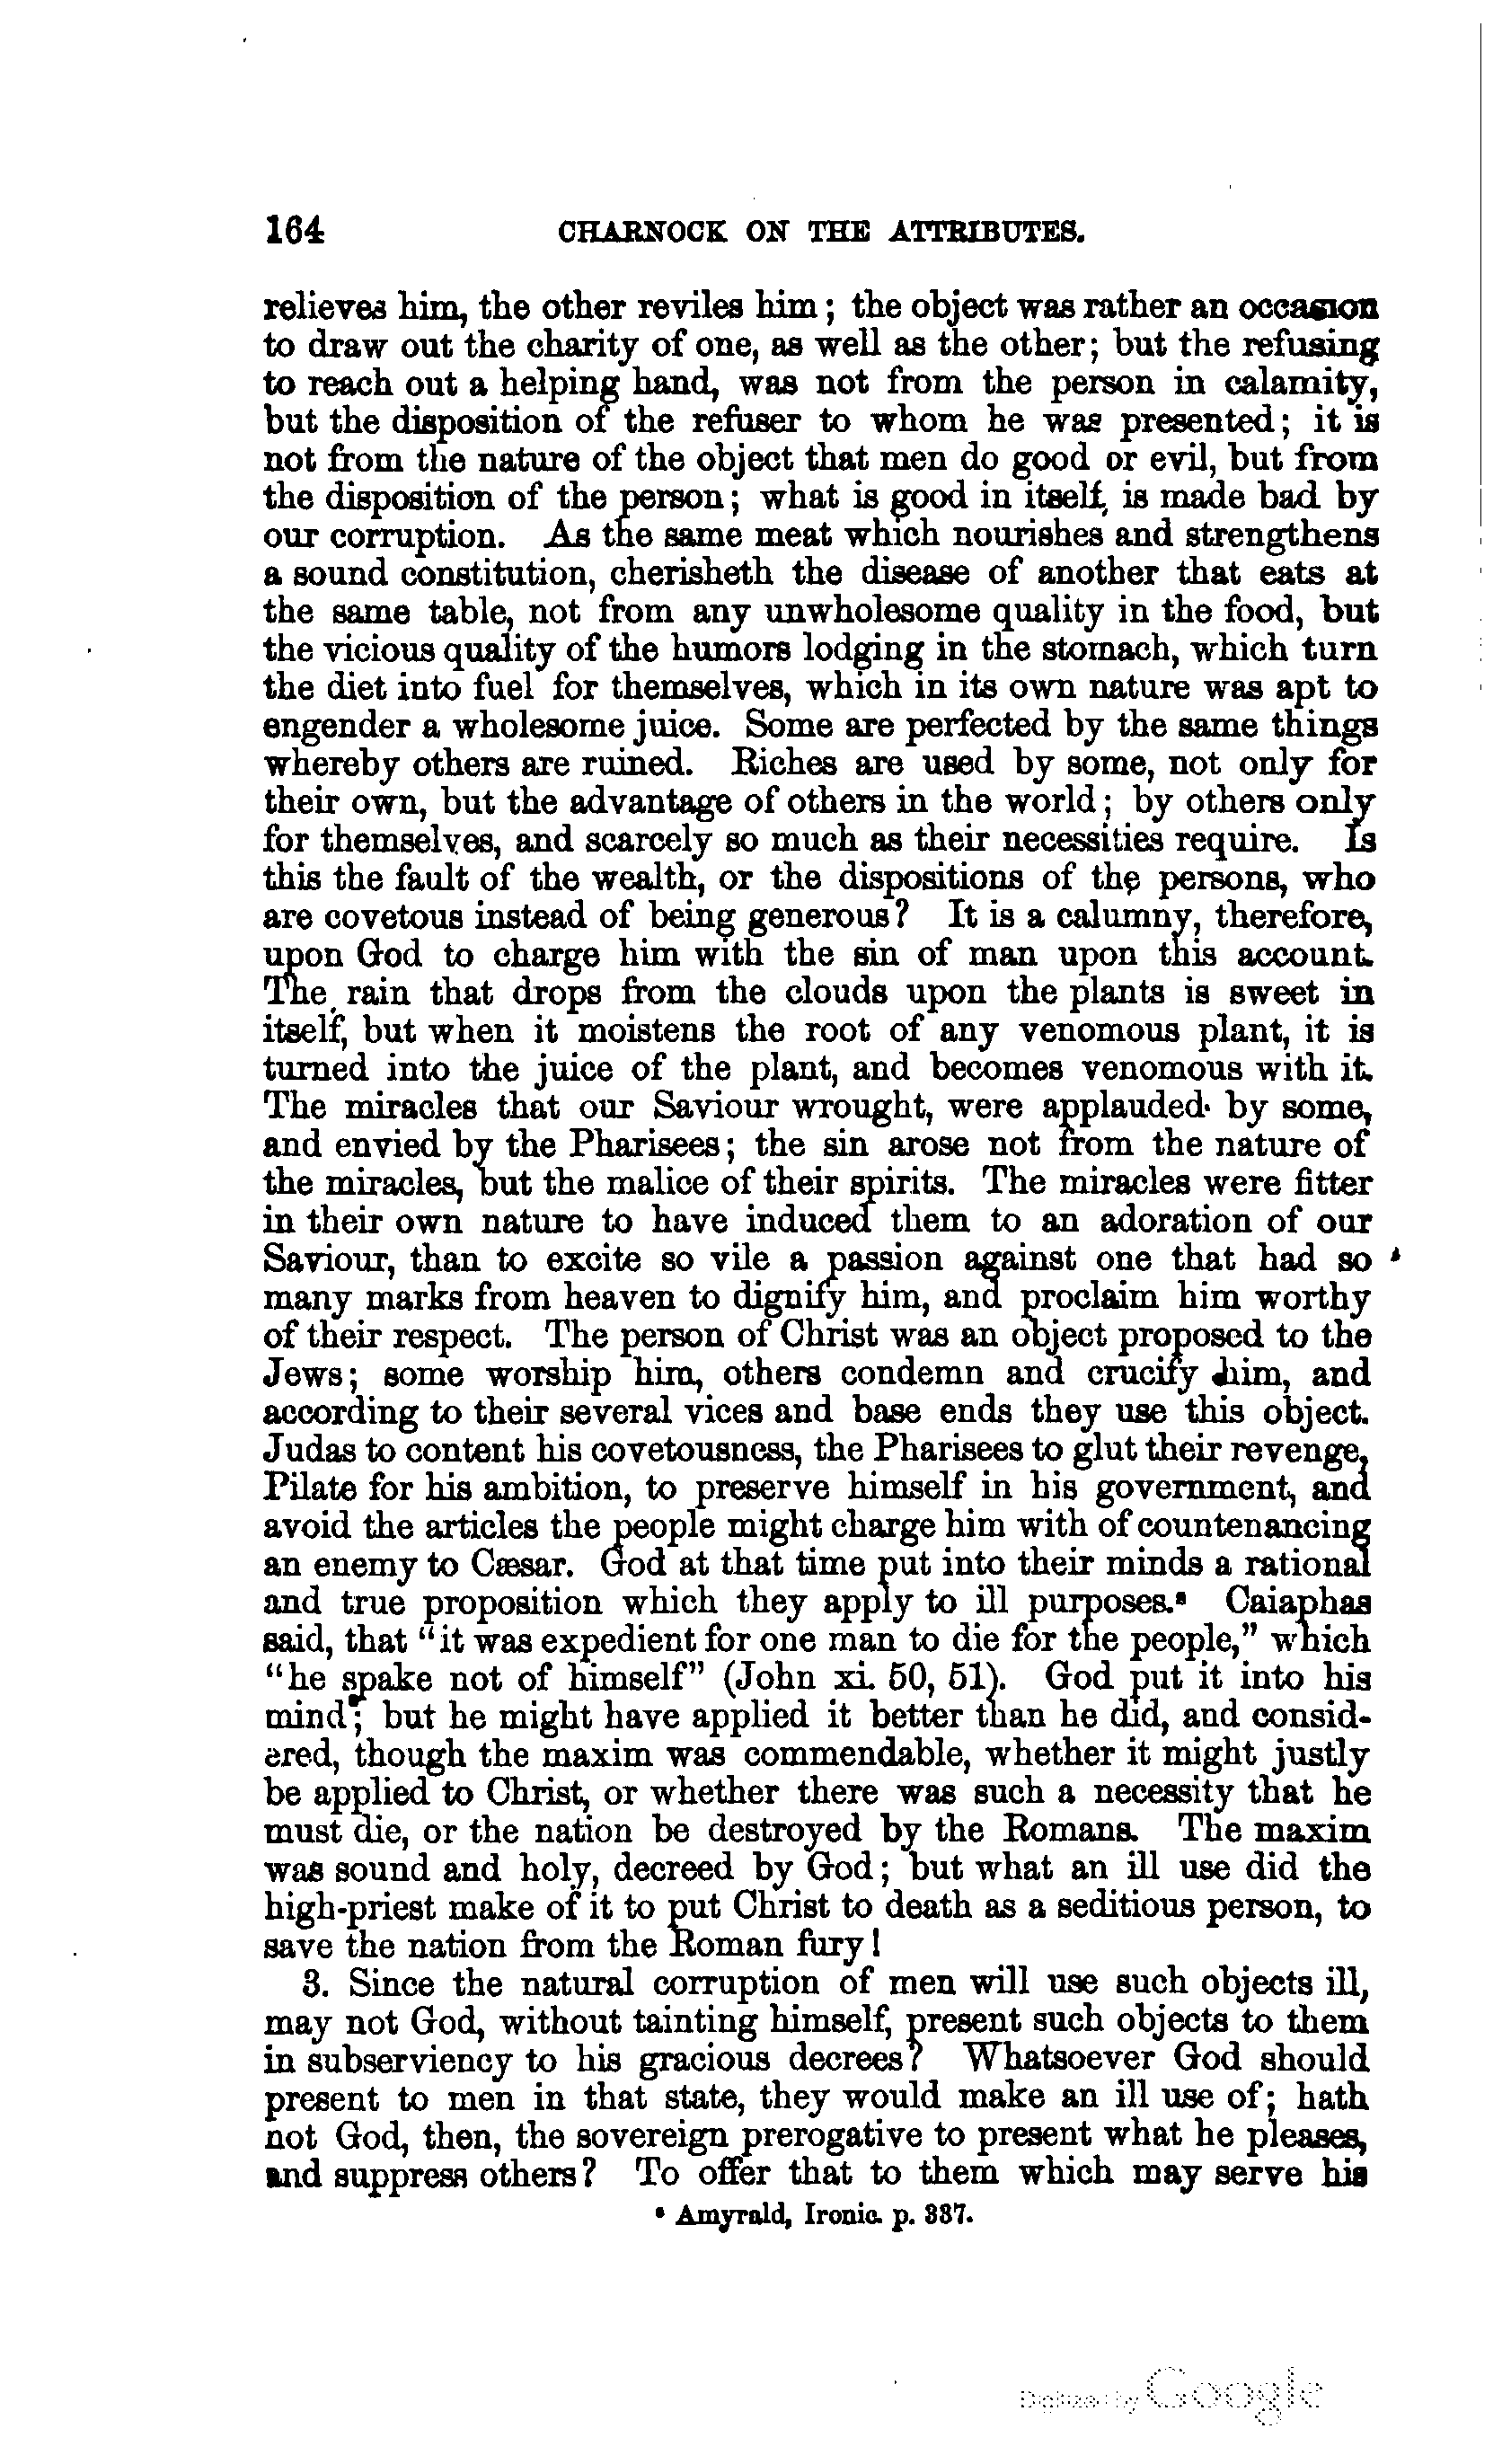 164 CHARNOCK ON THE ATTRIBUTES.
relieves him, the other reviles him; the object was rather an occasion
to draw out the charity of one, as well as the other; but the refusing
to reach out a helping hand, was not from the person in calamity,
but the disposition of the refuser to whom he was presented; it is
not from the nature of the object that men do good or evil, but from
the disposition of the person; what is good in itself, is made bad by
our corruption. As the same meat which nourishes and strengthens
a sound constitution, cherisheth the disease of another that eats at
the same table, not from any unwholesome quality in the food, but
the vicious quality of the humors lodging in the stomach, which turn
the diet into fuel for themselves, which in its own nature was apt to
engender a wholesome juice. Some are perfected by the same things
whereby others are ruined. Riches are used by some, not only for
their own, but the advantage of others in the world; by others only
for themselves, and scarcely so much as their necessities require. Is
this the fault of the wealth, or the dispositions of the persons, who
are covetous instead of being generous? It is a calumny, therefore,
upon God to charge him with the sin of man upon this account.
The rain that drops from the clouds upon the plants is sweet in
itself, but when it moistens the root of any venomous plant, it is
turned into the juice of the plant, and becomes venomous with it.
The miracles that our Saviour wrought, were applauded by some,
and envied by the Pharisees; the sin arose not from the nature of
the miracles, but the malice of their spirits. The miracles were fitter
in their own nature to have induced them to an adoration of our
Saviour, than to excite so vile a passion against one that had so
many marks from heaven to dignify him, and proclaim him worthy
of their respect. The person of Christ was an object proposed to the
Jews; some worship him, others condemn and crucify him, and
according to their several vices and base ends they use this object.
Judas to content his covetousness, the Pharisees to glut their revenge,
Pilate for his ambition, to preserve himself in his government, and
avoid the articles the people might charge him with of countenancing
an enemy to Cæsar. God at that time put into their minds a rational
and true proposition which they apply to ill purposes.ˢ Caiaphas
said, that "it was expedient for one man to die for the people," which
"he spake not of himself" (John xi. 50, 51). God put it into his
mind; but he might have applied it better than he did, and consid-
ered, though the maxim was commendable, whether it might justly
be applied to Christ, or whether there was such a necessity that he
must die, or the nation be destroyed by the Romans. The maxim
was sound and holy, decreed by God; but what an ill use did the
high-priest make of it to put Christ to death as a seditious person, to
save the nation from the Roman fury!
3. Since the natural corruption of men will use such objects ill,
may not God, without tainting himself, present such objects to them
in subserviency to his gracious decrees? Whatsoever God should
present to men in that state, they would make an ill use of; hath
not God, then, the sovereign prerogative to present what he pleases,
and suppress others? To offer that to them which may serve his
ˢ Amyrald, Ironic. p. 337.
Digitized by Google